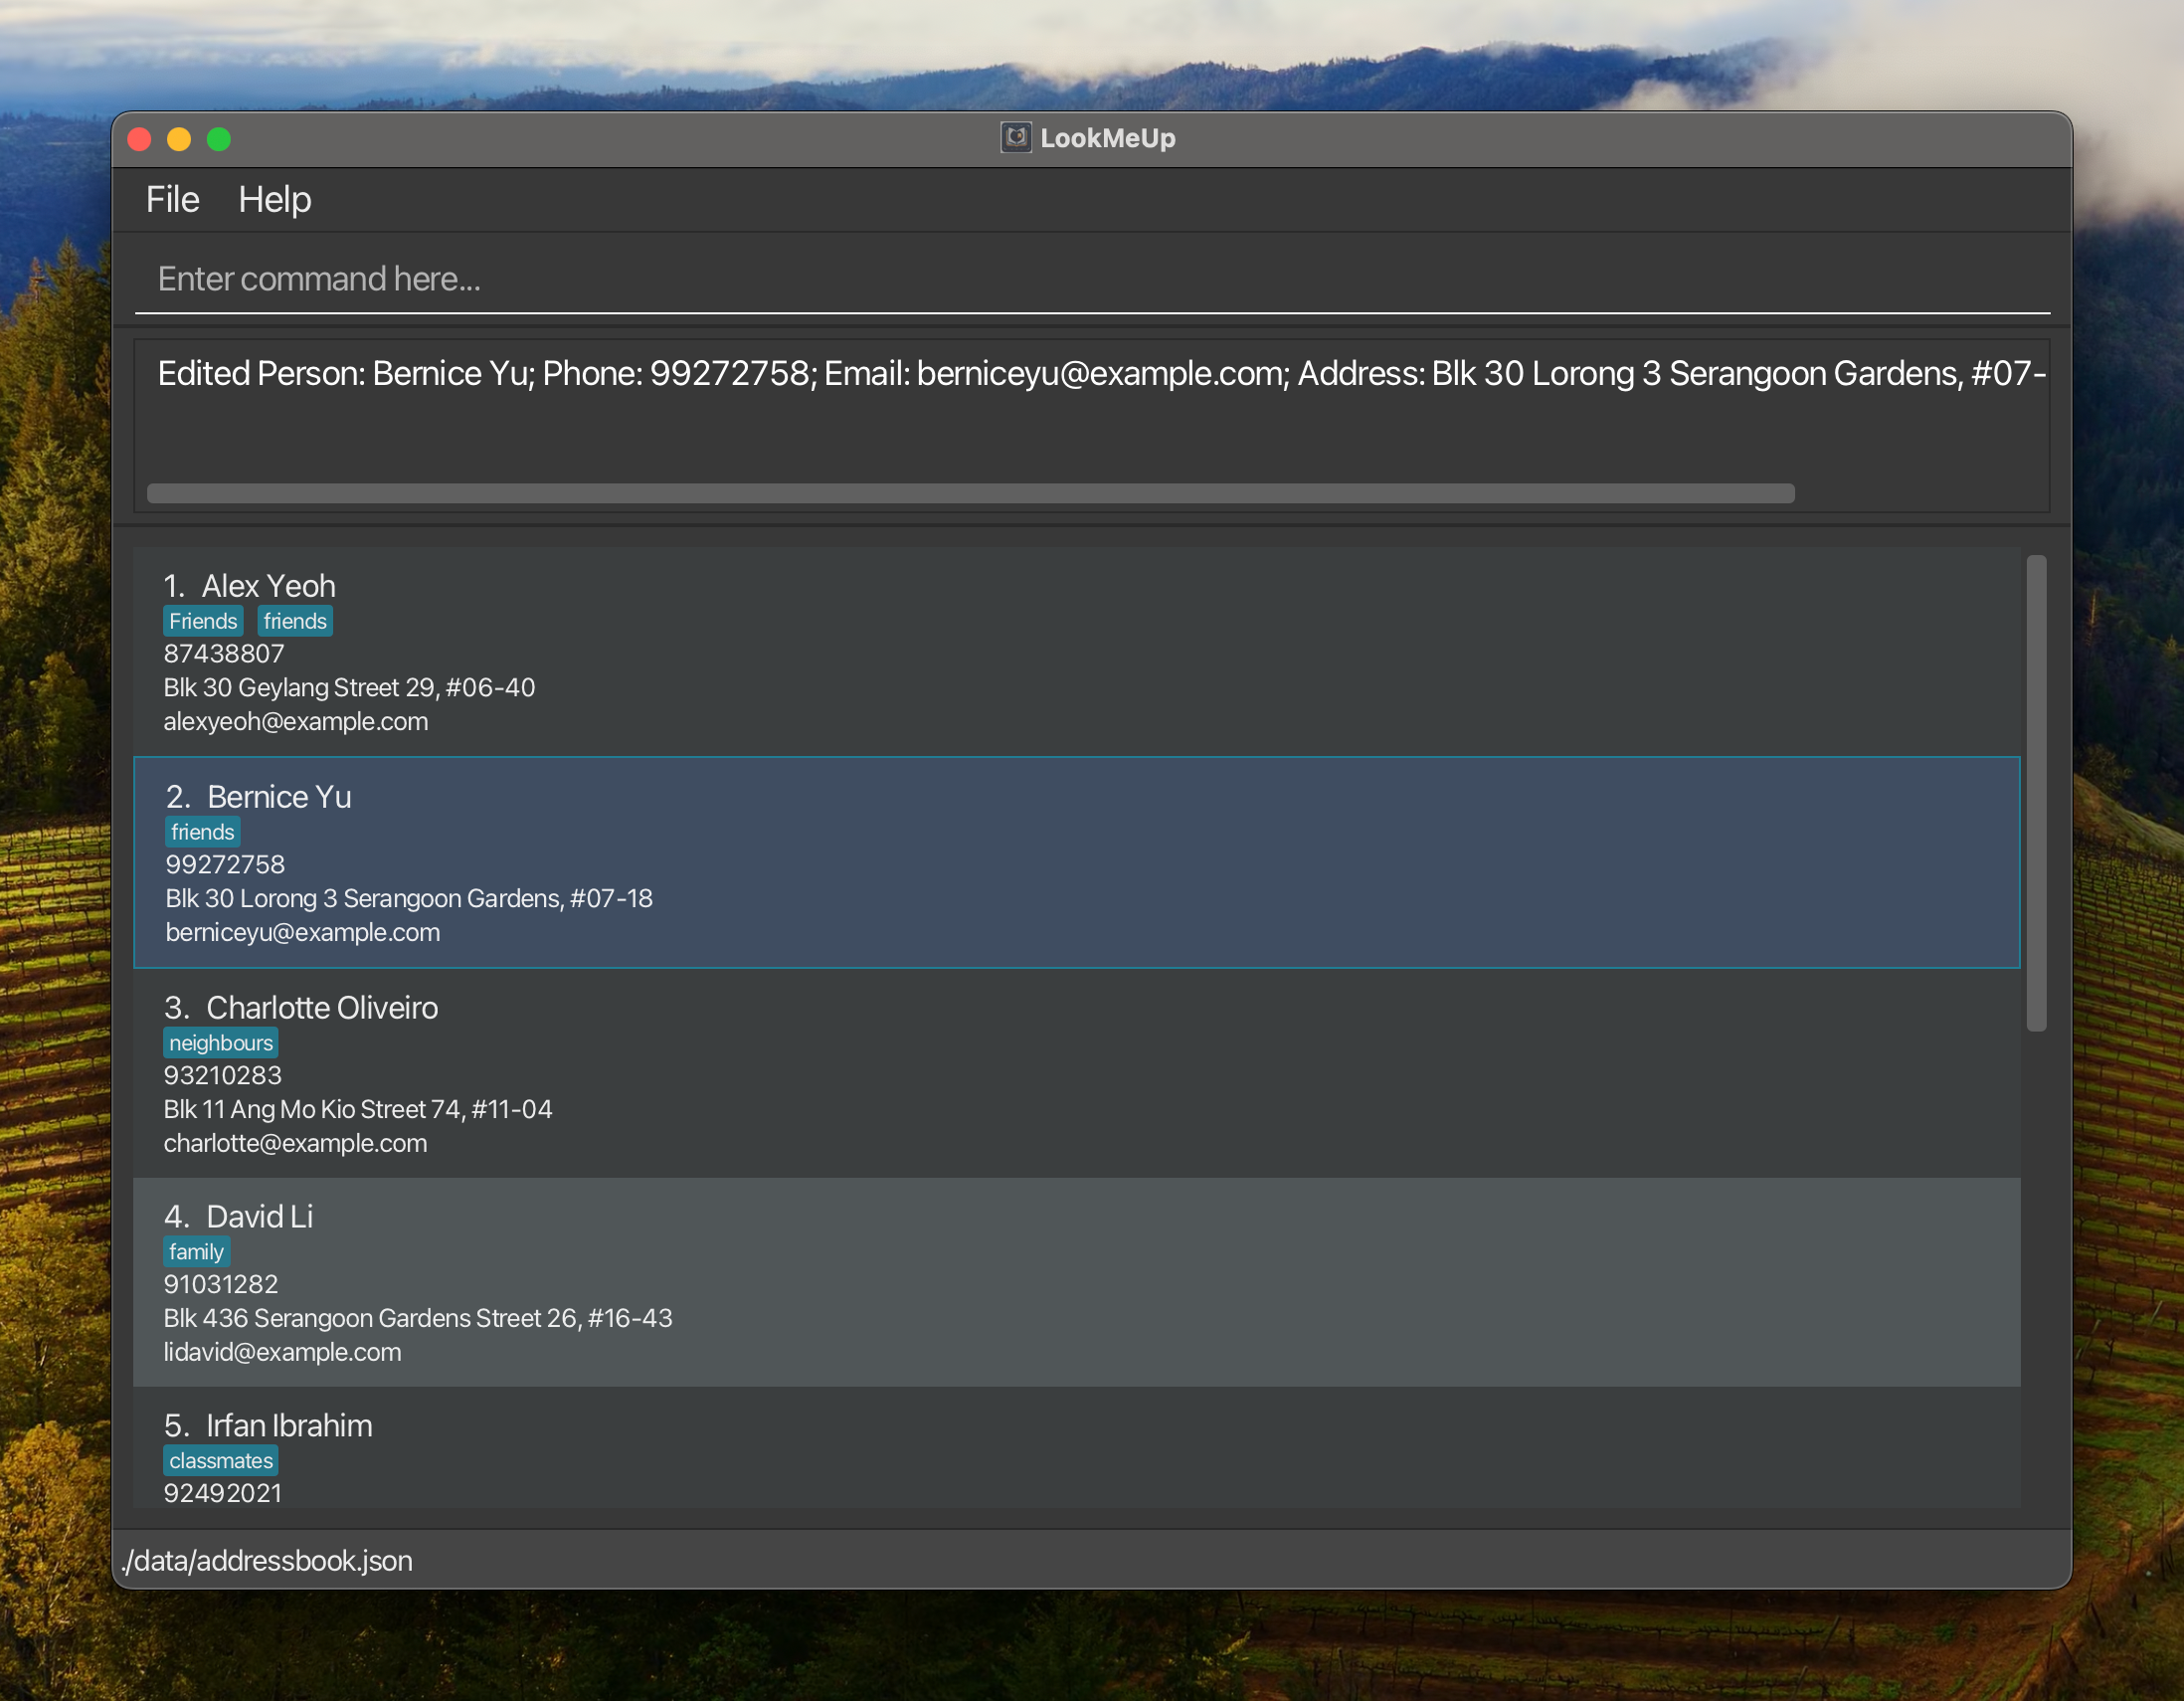 LookMeUp
File Help
Enter command here...
Edited Person: Bernice Yu; Phone: 99272758; Email: berniceyu@example.com; Address: Blk 30 Lorong 3 Serangoon Gardens, #07-
1. Alex Yeoh
Friends friends
87438807
Blk 30 Geylang Street 29, #06-40
alexyeoh@example.com
2. Bernice Yu
friends
99272758
Blk 30 Lorong 3 Serangoon Gardens, #07-18
berniceyu@example.com
3. Charlotte Oliveiro
neighbours
93210283
Blk 11 Ang Mo Kio Street 74, #11-04
charlotte@example.com
4. David Li
family
91031282
Blk 436 Serangoon Gardens Street 26, #16-43
lidavid@example.com
5. Irfan Ibrahim
classmates
92492021
./data/addressbook.json